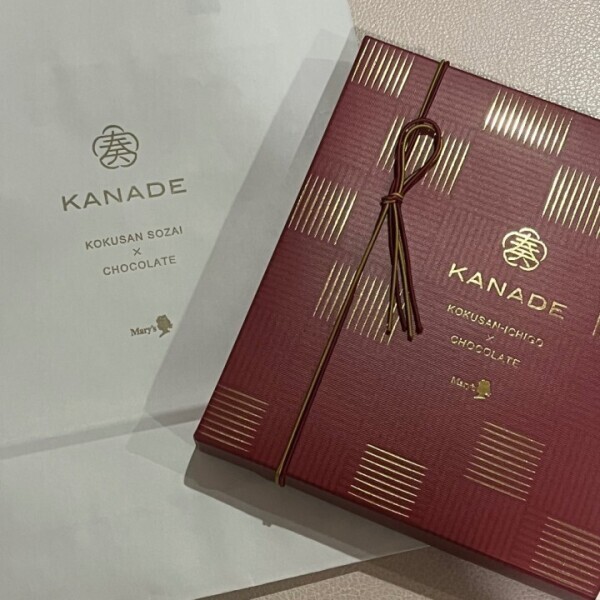 奏
KANADE
KOKUSAN SOZAI
×
CHOCOLATE
Mary's
奏
KANADE
KOKUSAN-ICHIGO
×
CHOCOLATE
Mary's